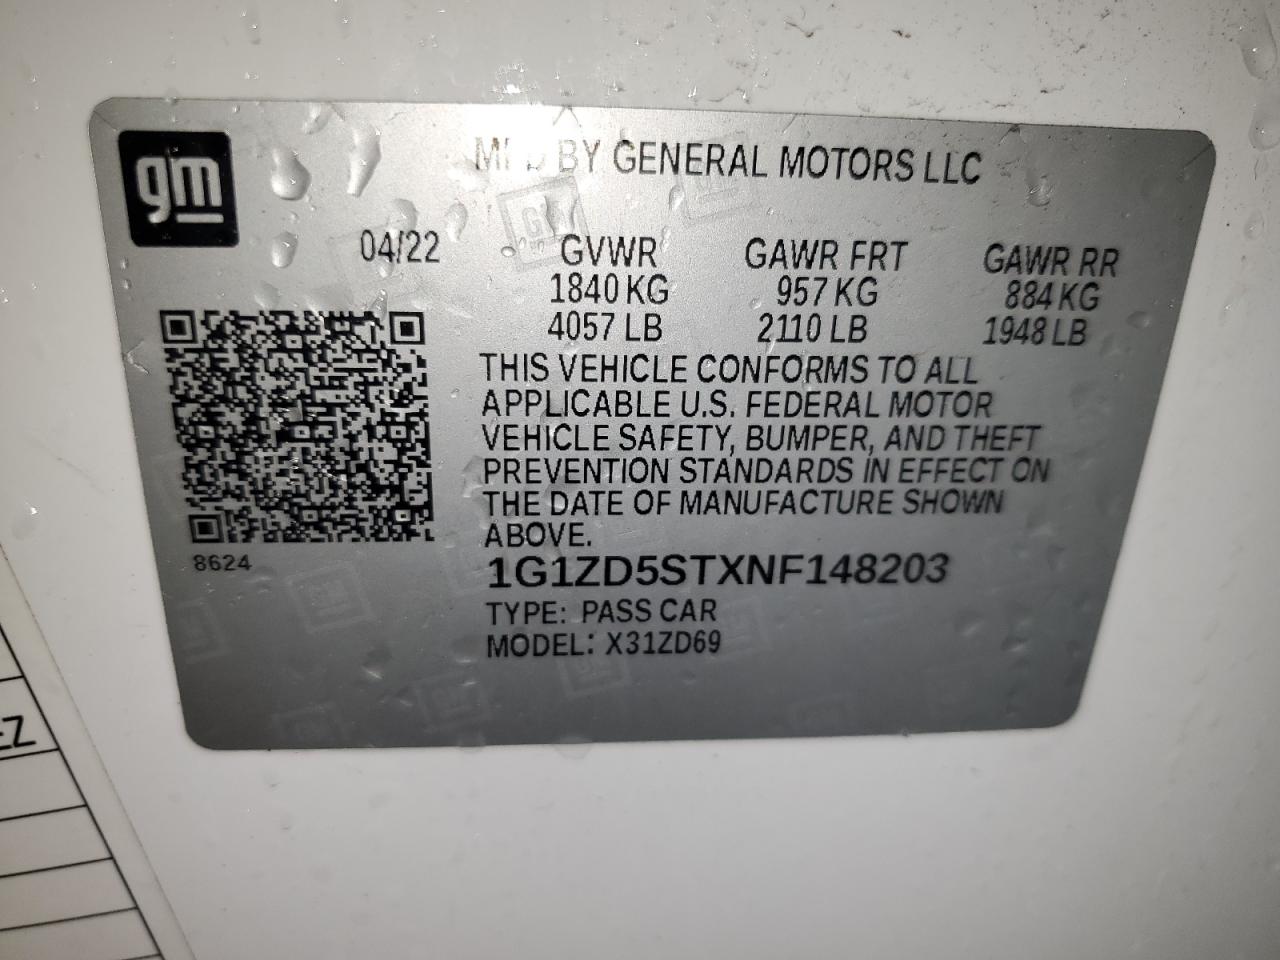 gm
MFD BY GENERAL MOTORS LLC
04/22
GVWR GAWR FRT GAWR RR
1840 KG 957 KG 884 KG
4057 LB 2110 LB 1948 LB
THIS VEHICLE CONFORMS TO ALL
APPLICABLE U.S. FEDERAL MOTOR
VEHICLE SAFETY, BUMPER, AND THEFT
PREVENTION STANDARDS IN EFFECT ON
THE DATE OF MANUFACTURE SHOWN
ABOVE.
8624
1G1ZD5STXNF148203
TYPE: PASS CAR
MODEL: X31ZD69